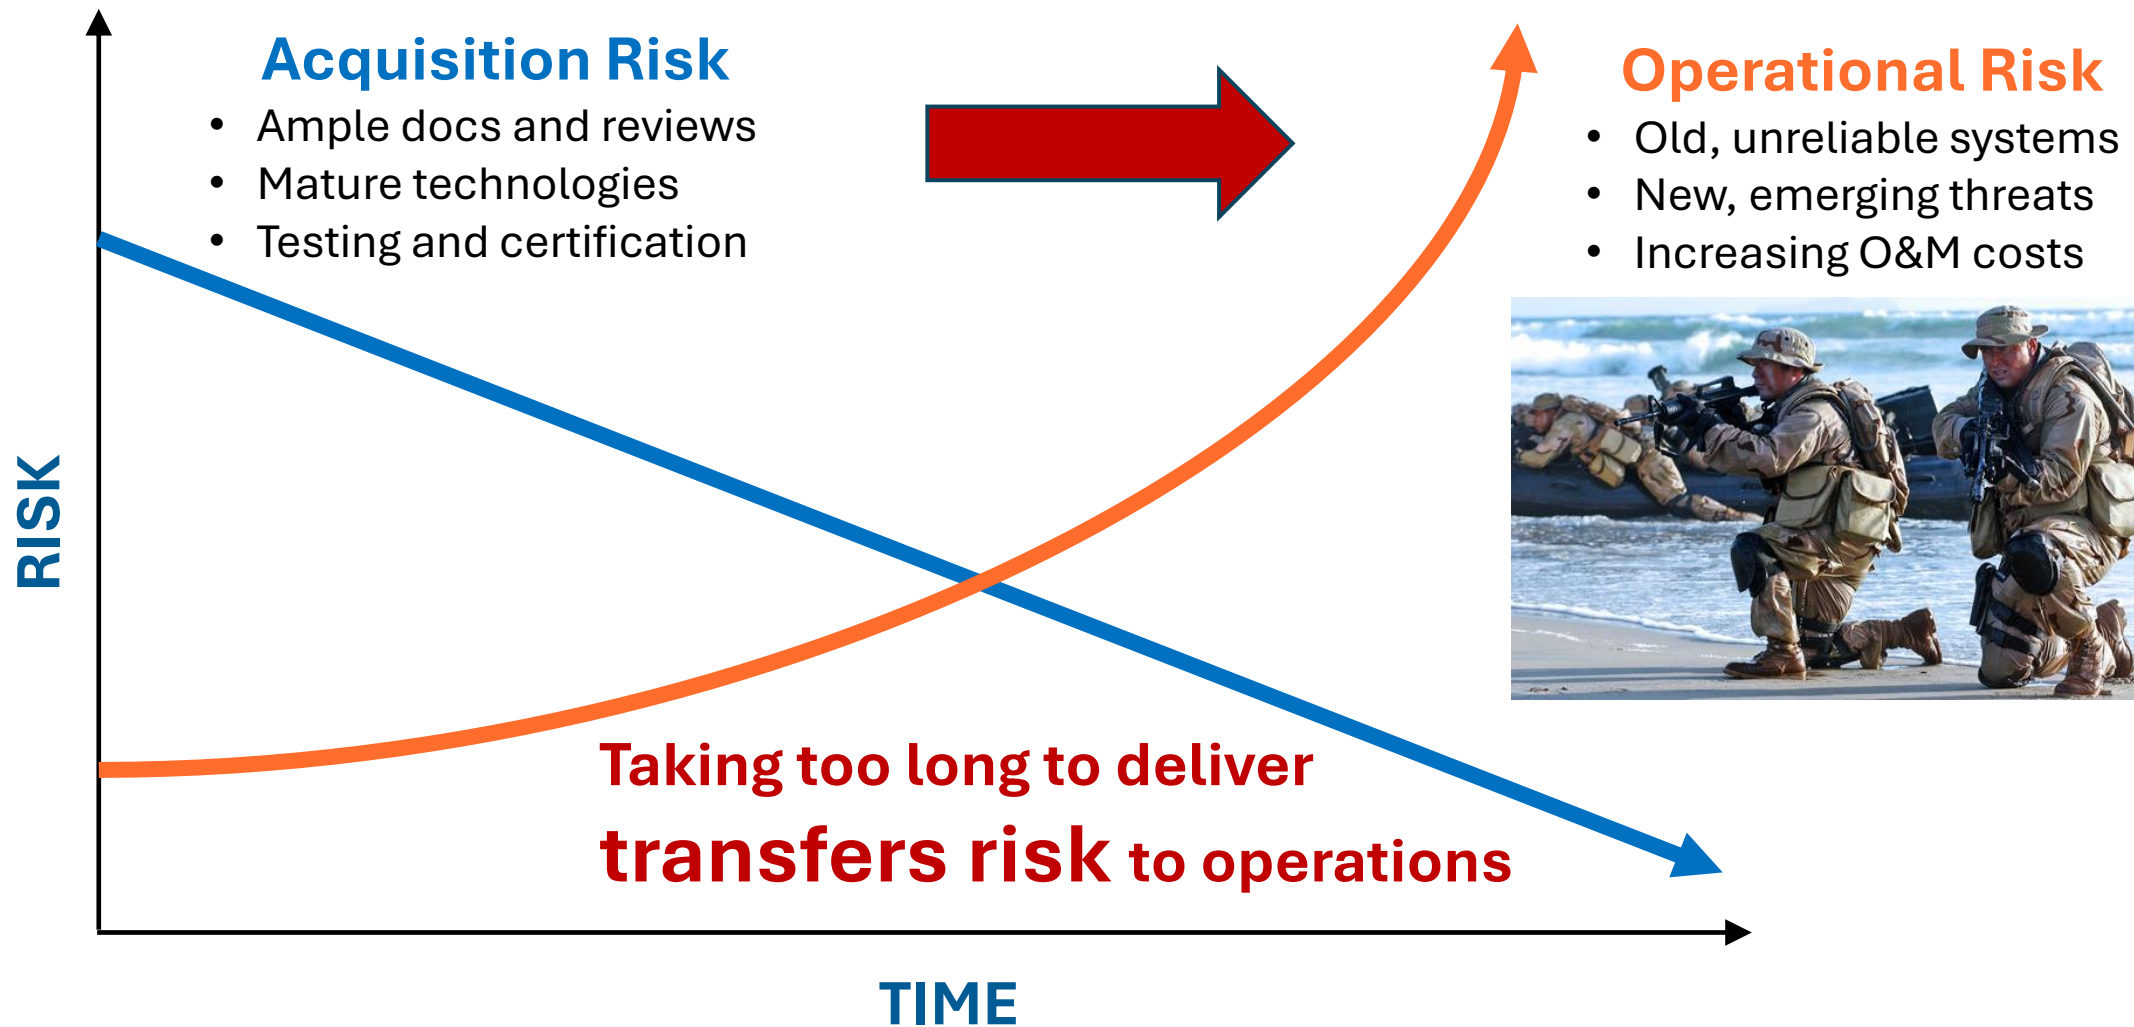 Acquisition Risk
• Ample docs and reviews
• Mature technologies
• Testing and certification
Operational Risk
• Old, unreliable systems
• New, emerging threats
• Increasing O&M costs
RISK
Taking too long to deliver
transfers risk to operations
TIME